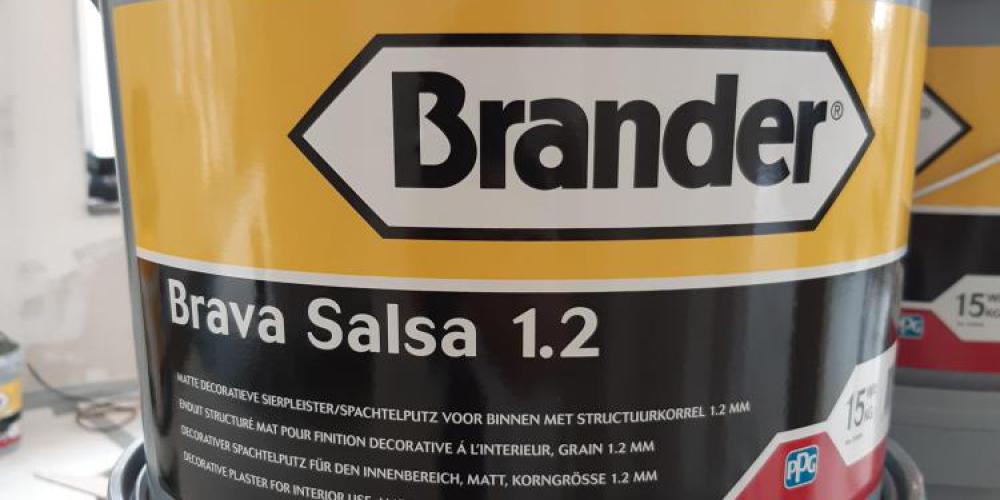 Brander®
Brava Salsa 1.2
MATTE DECORATIEVE SIERPLEISTER/SPACHTELPUTZ VOOR BINNEN MET STRUCTUURKORREL 1.2 MM
ENDUIT STRUCTURÉ MAT POUR FINITION DECORATIVE Á L'INTERIEUR, GRAIN 1.2 MM
DECORATIVER SPACHTELPUTZ FÜR DEN INNENBEREICH, MATT, KORNGRÖSSE 1.2 MM
DECORATIVE PLASTER FOR INTERIOR USE,
15
KG
PPG
15
KG